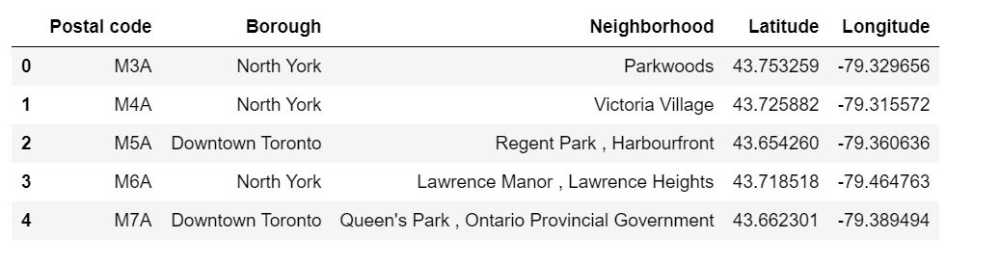 Postal code Borough Neighborhood Latitude Longitude
0 M3A North York Parkwoods 43.753259 -79.329656
1 M4A North York Victoria Village 43.725882 -79.315572
2 M5A Downtown Toronto Regent Park , Harbourfront 43.654260 -79.360636
3 M6A North York Lawrence Manor , Lawrence Heights 43.718518 -79.464763
4 M7A Downtown Toronto Queen's Park , Ontario Provincial Government 43.662301 -79.389494